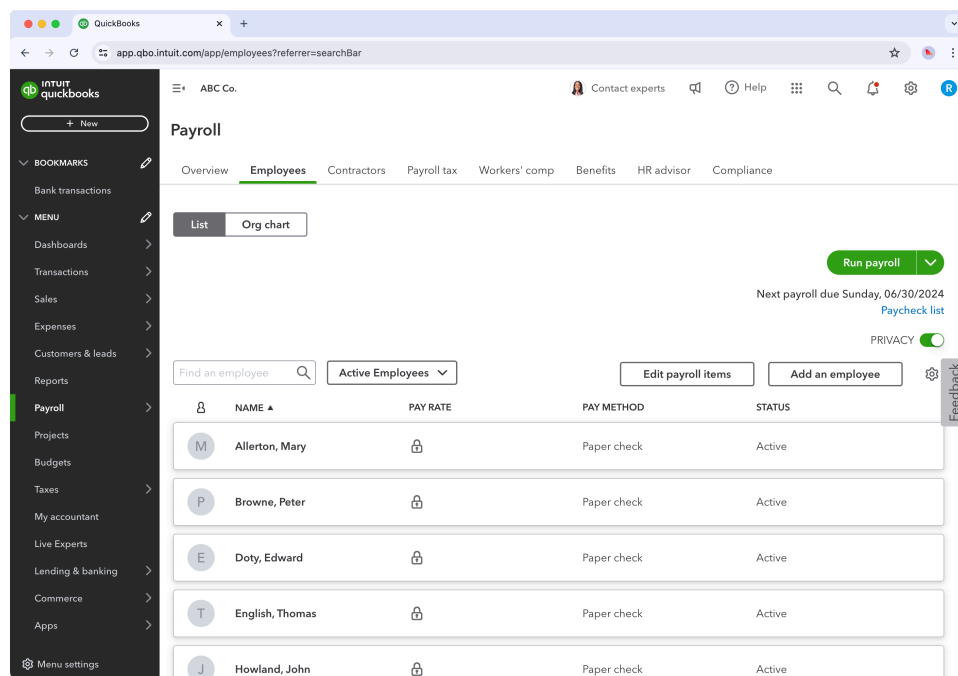 QuickBooks
app.qbo.intuit.com/app/employees?referrer=searchBar
INTUIT
quickbooks
+ New
BOOKMARKS
Bank transactions
MENU
Dashboards
Transactions
Sales
Expenses
Customers & leads
Reports
Payroll
Projects
Budgets
Taxes
My accountant
Live Experts
Lending & banking
Commerce
Apps
Menu settings
ABC Co.
Contact experts
Help
R
Payroll
Overview Employees Contractors Payroll tax Workers' comp Benefits HR advisor Compliance
List Org chart
Run payroll
Next payroll due Sunday, 06/30/2024
Paycheck list
PRIVACY
Find an employee Active Employees Edit payroll items Add an employee
Feedback
NAME PAY RATE PAY METHOD STATUS
M Allerton, Mary Paper check Active
P Browne, Peter Paper check Active
E Doty, Edward Paper check Active
T English, Thomas Paper check Active
J Howland, John Paper check Active